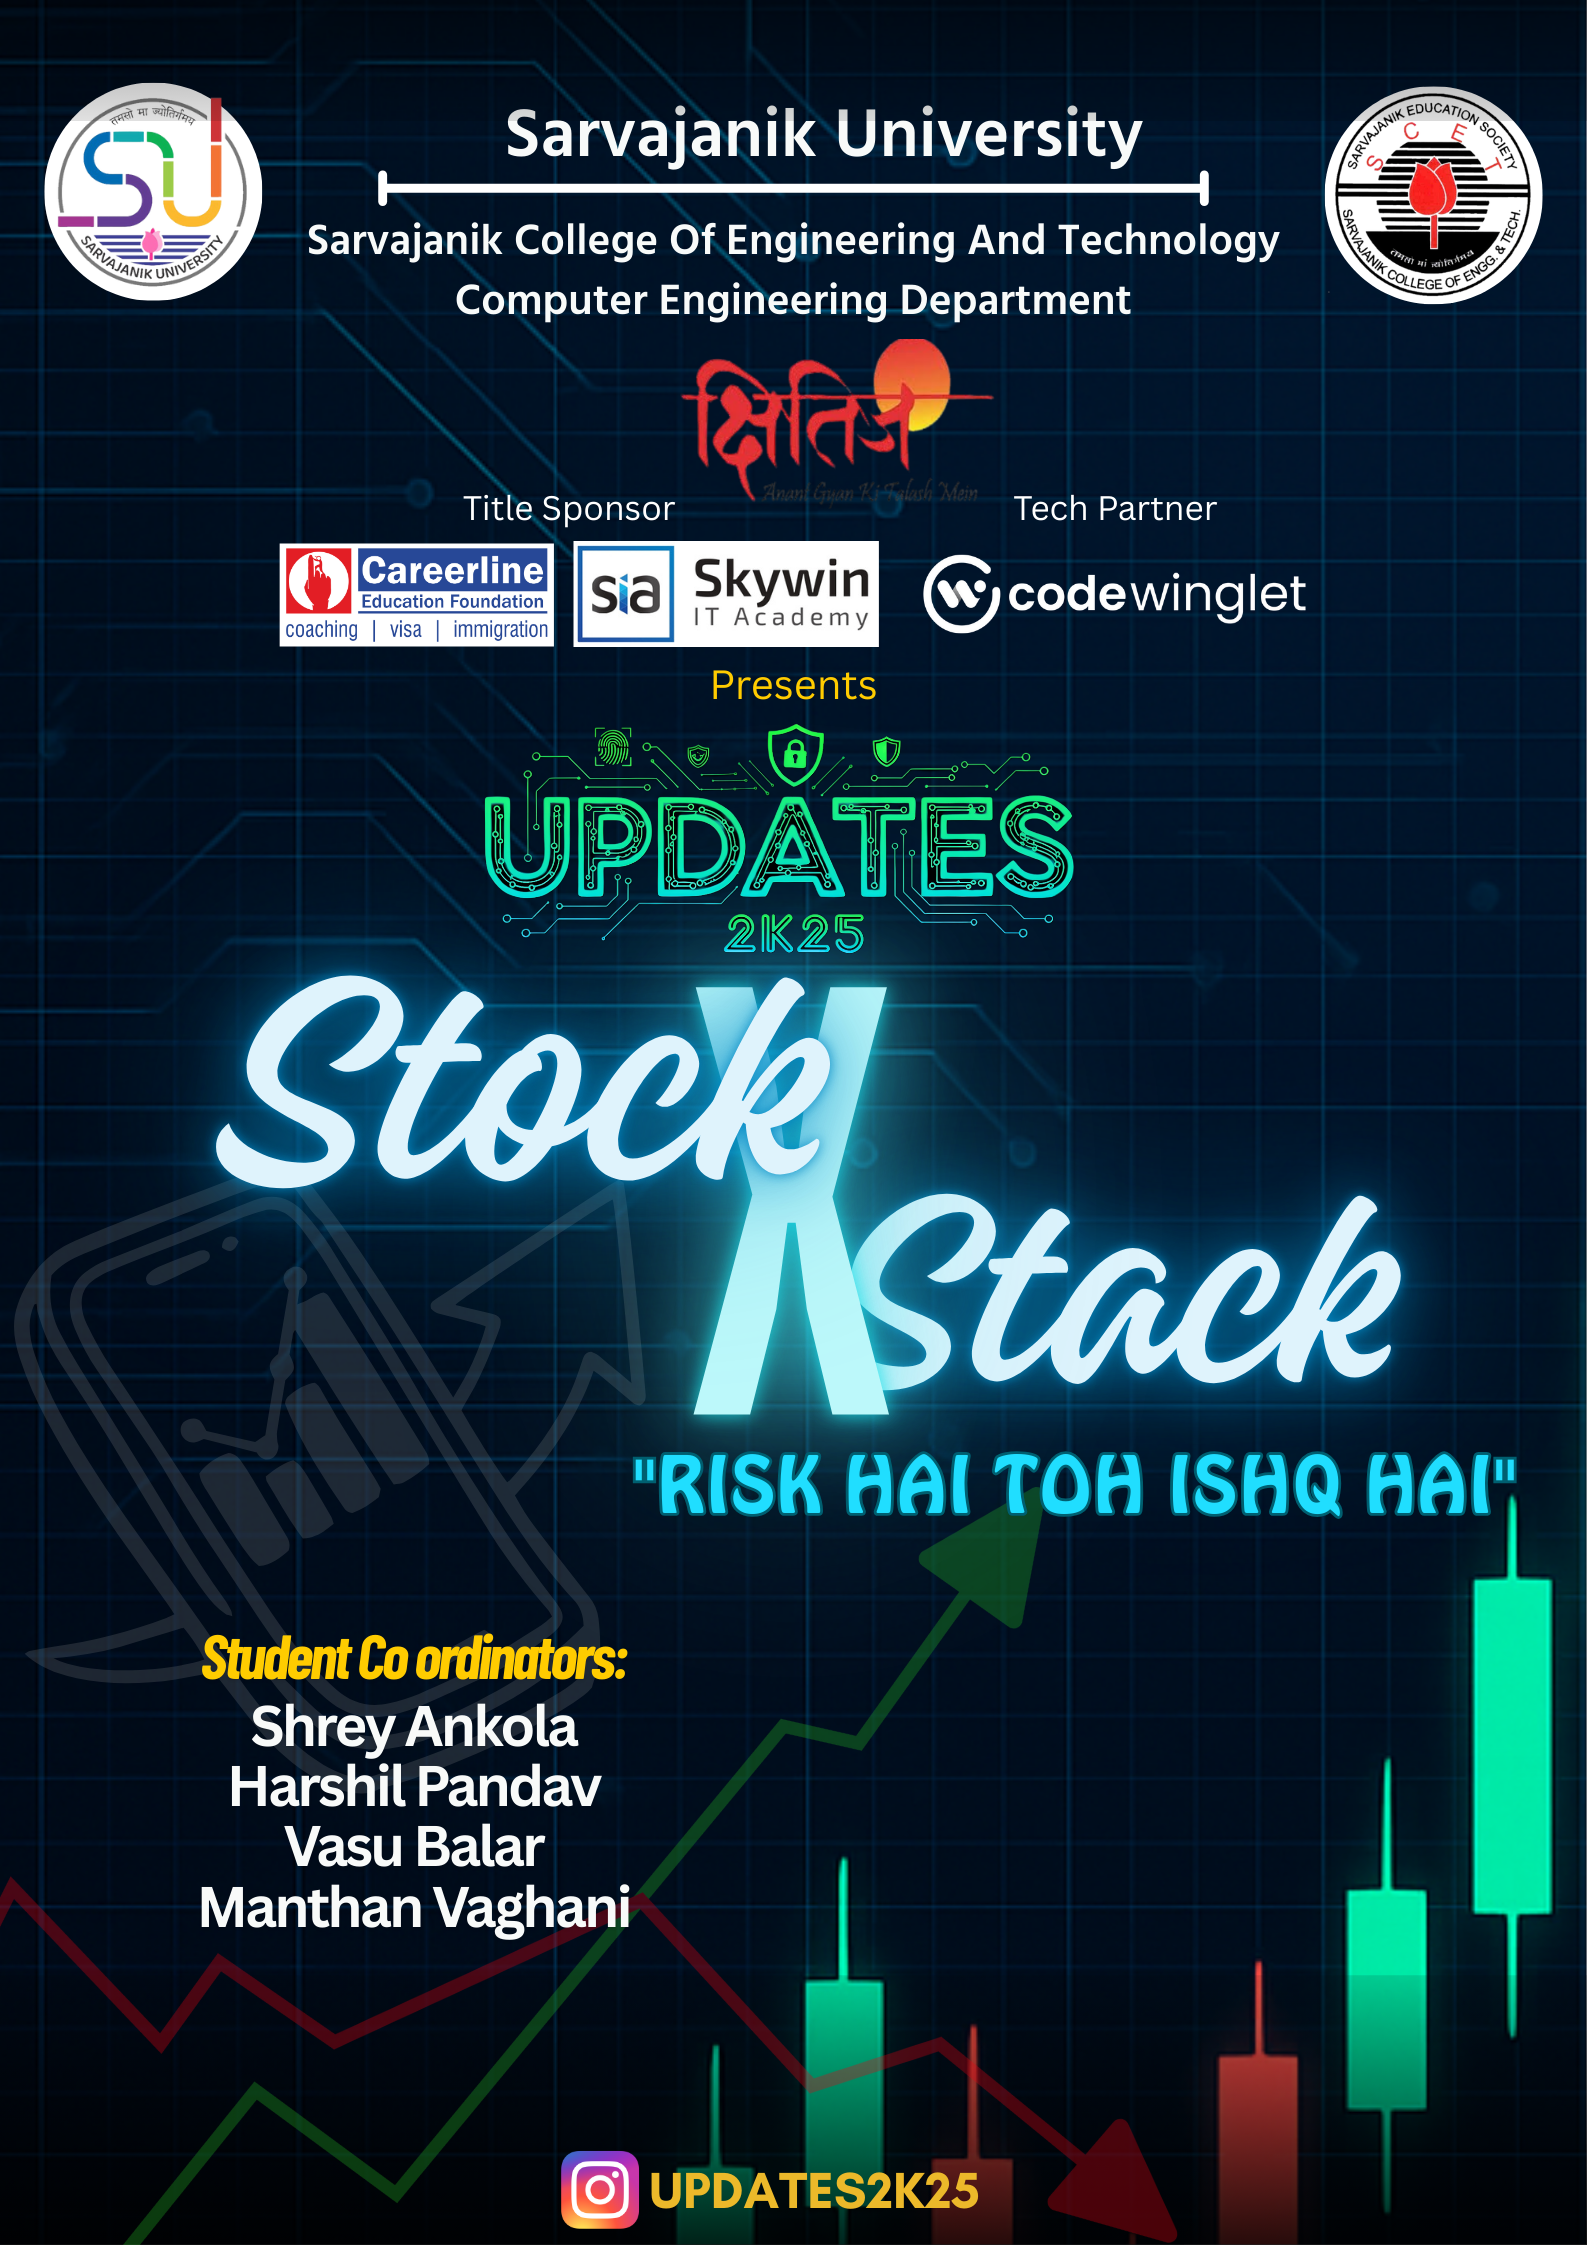 Sarvajanik University
Sarvajanik College Of Engineering And Technology
Computer Engineering Department
तमसो मा ज्योतिर्गमय
SU
SARVAJANIK UNIVERSITY
SARVAJANIK EDUCATION SOCIETY
S C E T
तमसो मां ज्योतिर्गमय
SARVAJANIK COLLEGE OF ENGG. & TECH.
क्षितिज
Anant Gyan Ki Talash Mein
Title Sponsor
Tech Partner
Careerline
Education Foundation
coaching | visa | immigration
sia
Skywin
IT Academy
codewinglet
Presents
UPDATES
2K25
Stock
X
Stack
"RISK HAI TOH ISHQ HAI"
Student Co ordinators:
Shrey Ankola
Harshil Pandav
Vasu Balar
Manthan Vaghani
UPDATES2K25